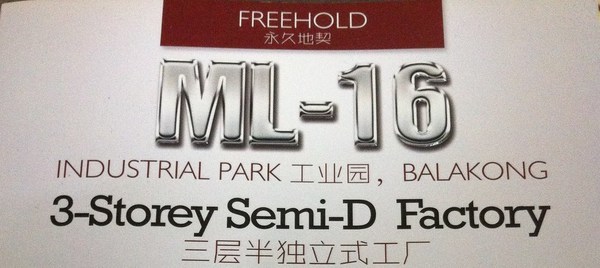 FREEHOLD
永久地契
ML-16
INDUSTRIAL PARK 工业园, BALAKONG
3-Storey Semi-D Factory
三层半独立式工厂